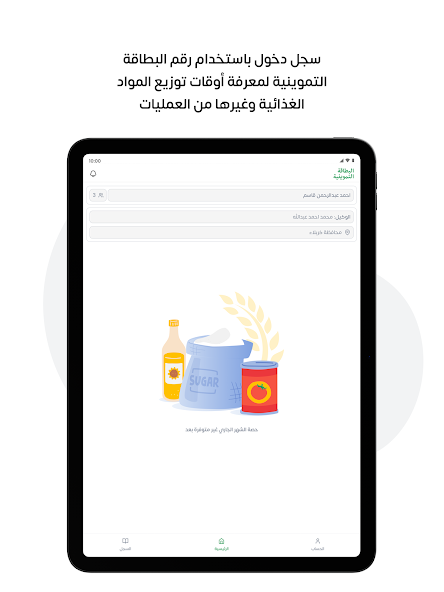 سجل دخول باستخدام رقم البطاقة
التموينية لمعرفة أوقات توزيع المواد
الغذائية وغيرها من العمليات
10:00
البطاقة
التموينية
احمد عبدالرحمن قاسم
3
الوكيل: محمد احمد عبدالله
محافظة كربلاء
SUGAR
حصة الشهر الجاري غير متوفرة بعد
الحساب
الرئيسية
السجل